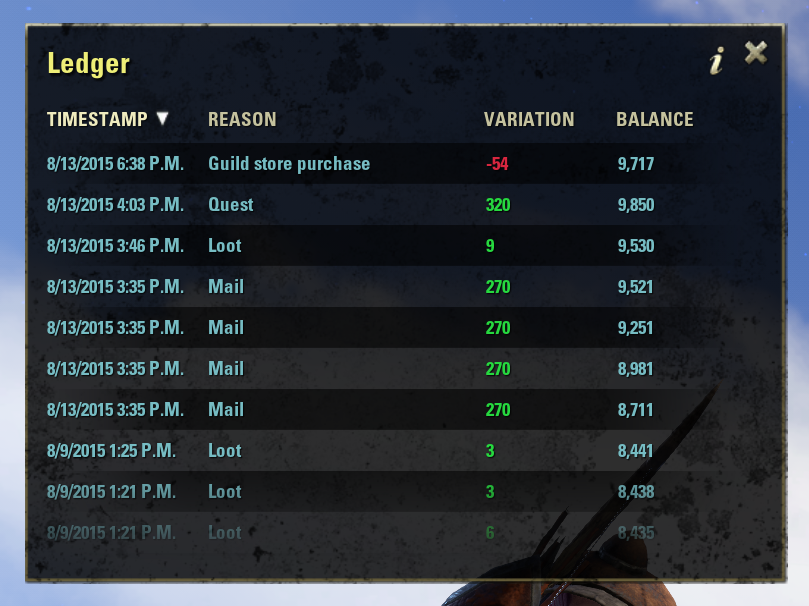 Ledger
TIMESTAMP REASON VARIATION BALANCE
8/13/2015 6:38 P.M. Guild store purchase -54 9,717
8/13/2015 4:03 P.M. Quest 320 9,850
8/13/2015 3:46 P.M. Loot 9 9,530
8/13/2015 3:35 P.M. Mail 270 9,521
8/13/2015 3:35 P.M. Mail 270 9,251
8/13/2015 3:35 P.M. Mail 270 8,981
8/13/2015 3:35 P.M. Mail 270 8,711
8/9/2015 1:25 P.M. Loot 3 8,441
8/9/2015 1:21 P.M. Loot 3 8,438
8/9/2015 1:21 P.M. Loot 6 8,435